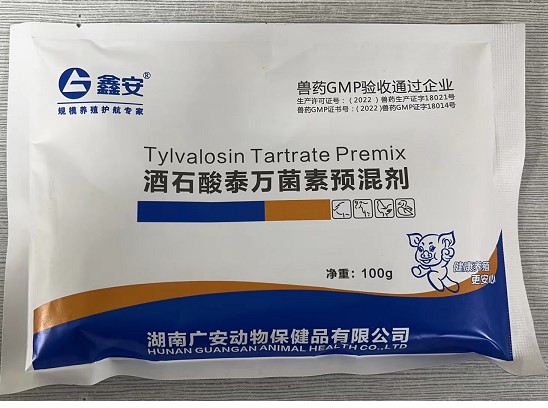 鑫安®
规模养殖护航专家
兽药GMP验收通过企业
生产许可证号:（2022）兽药生产证字18021号
兽药GMP证书号:（2022）兽药GMP证字18014号
Tylvalosin Tartrate Premix
酒石酸泰万菌素预混剂
健康养殖
更安心
净重：100g
湖南广安动物保健品有限公司
HUNAN GUANGAN ANIMAL HEALTH CO.,LTD